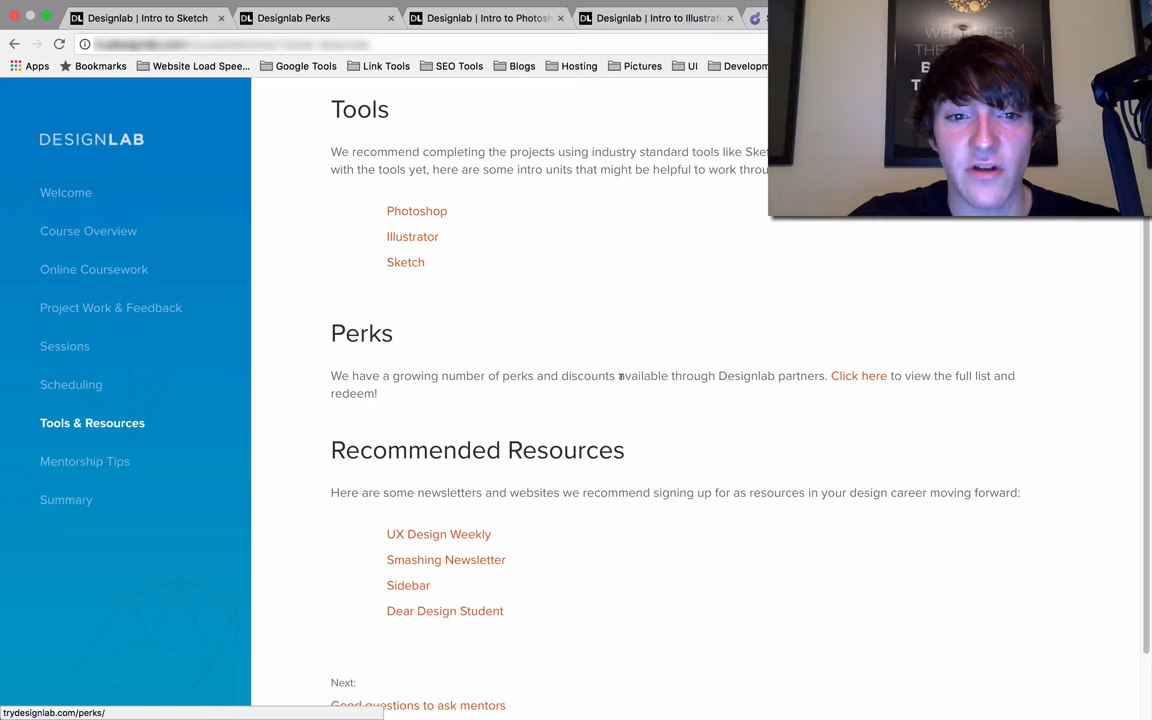 Designlab | Intro to Sketch
Designlab Perks
Designlab | Intro to Photosh
Designlab | Intro to Illustrat
Apps
Bookmarks
Website Load Spee...
Google Tools
Link Tools
SEO Tools
Blogs
Hosting
Pictures
UI
Developm
WHATEVER
DESIGNLAB
Welcome
Course Overview
Online Coursework
Project Work & Feedback
Sessions
Scheduling
Tools & Resources
Mentorship Tips
Summary
Tools
We recommend completing the projects using industry standard tools like Sket
with the tools yet, here are some intro units that might be helpful to work throu
Photoshop
Illustrator
Sketch
Perks
We have a growing number of perks and discounts available through Designlab partners. Click here to view the full list and
redeem!
Recommended Resources
Here are some newsletters and websites we recommend signing up for as resources in your design career moving forward:
UX Design Weekly
Smashing Newsletter
Sidebar
Dear Design Student
Next:
Good questions to ask mentors
trydesignlab.com/perks/